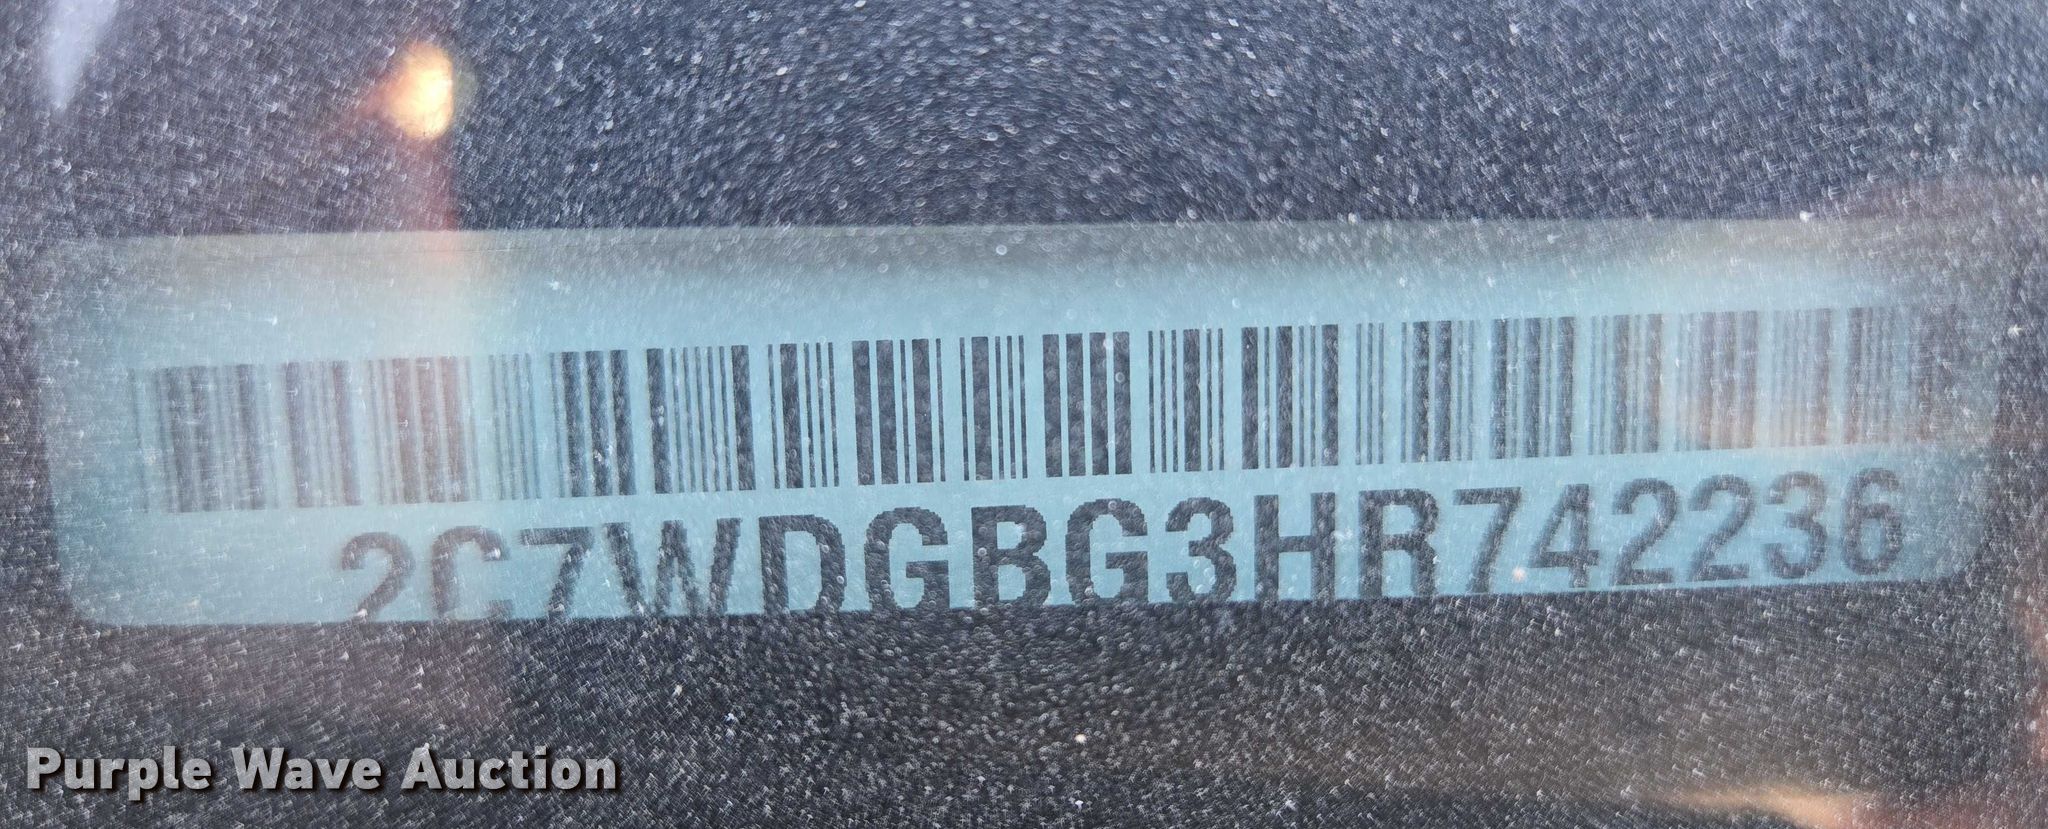 2C7WDGBG3HR742236
Purple Wave Auction